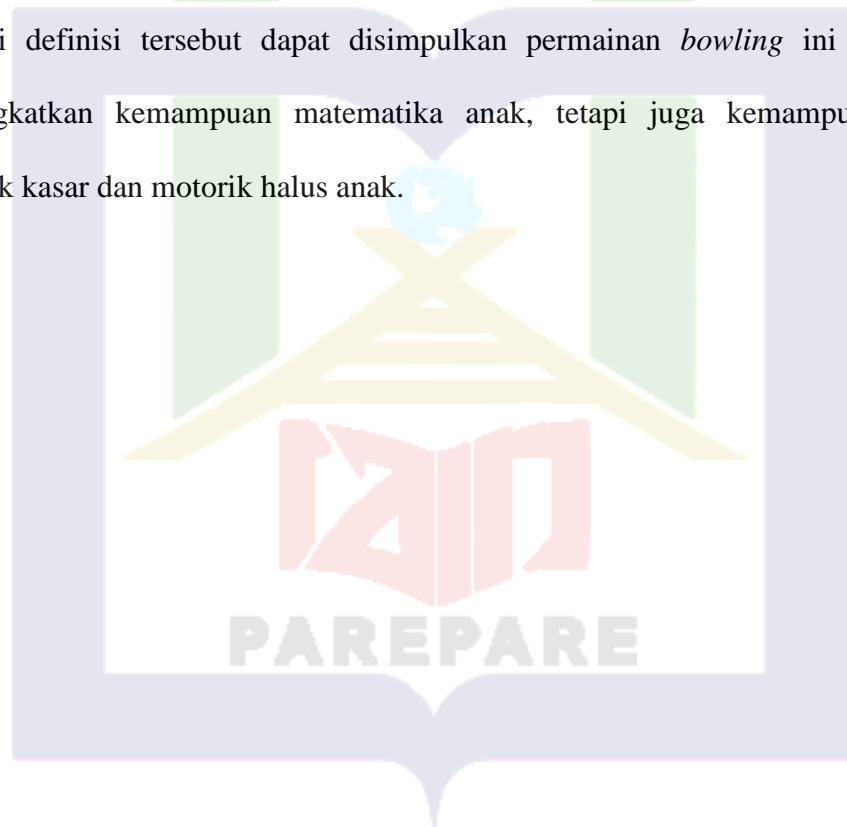 i definisi tersebut dapat disimpulkan permainan bowling ini
gkatkan kemampuan matematika anak, tetapi juga kemampu
k kasar dan motorik halus anak.
iain
PAREPARE